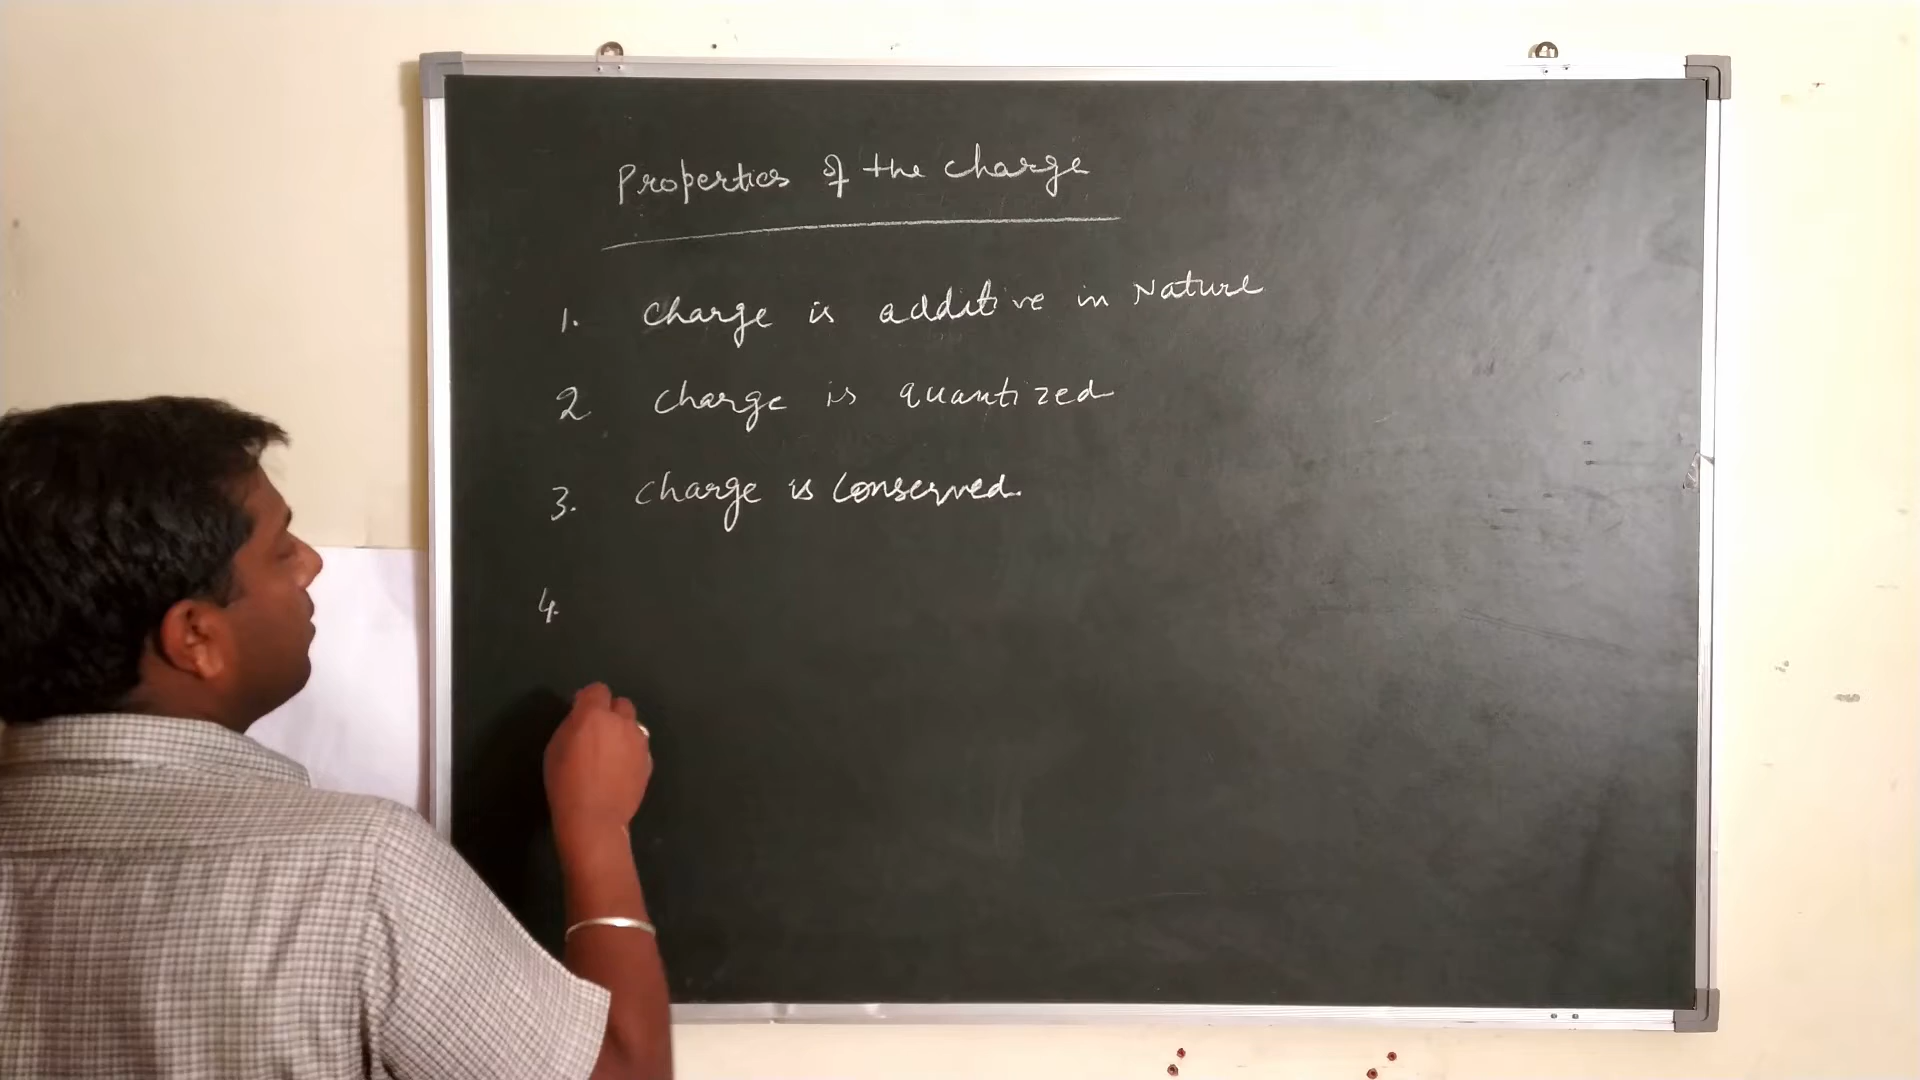 Properties of the charge
1. Charge is additive in Nature
2 Charge is quantized
3. Charge is Conserved.
4.